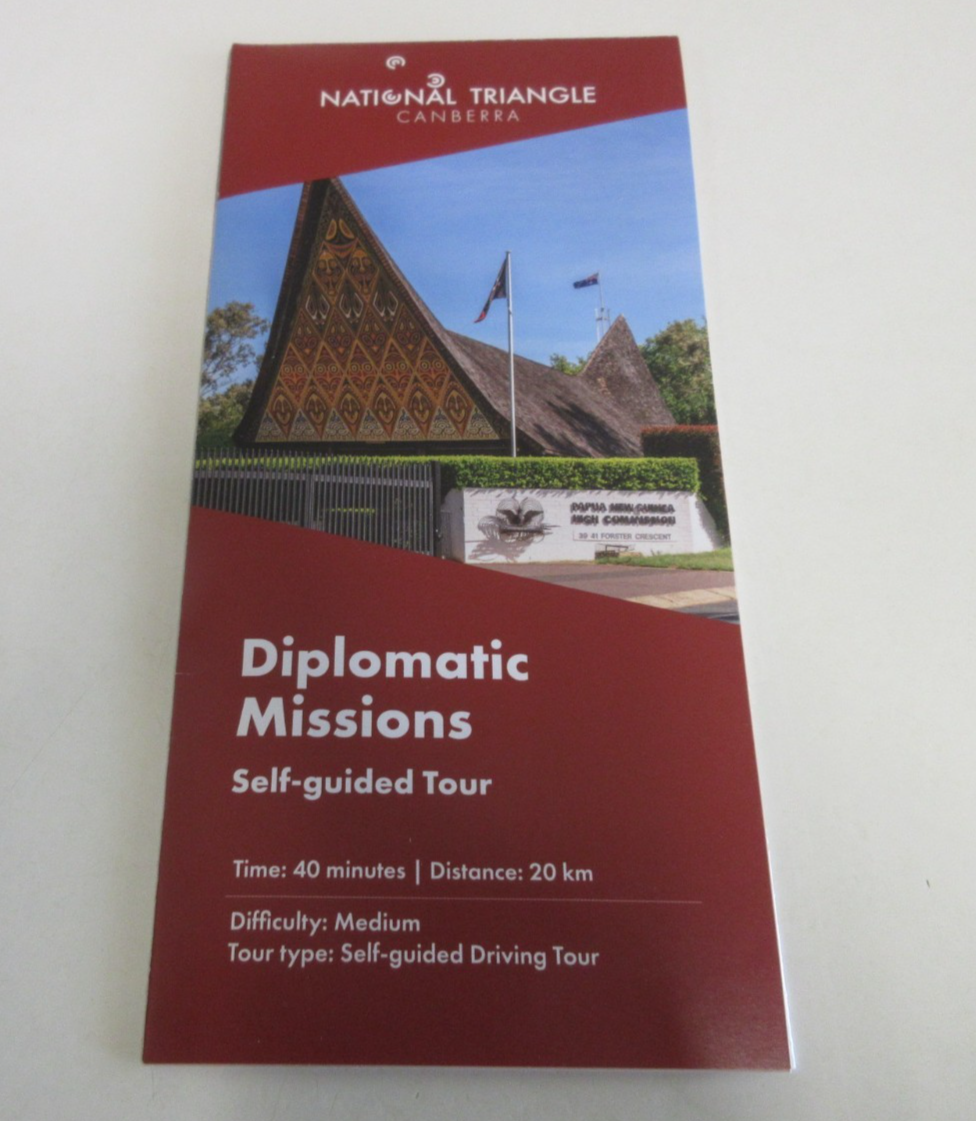 NATIONAL TRIANGLE
CANBERRA
PAPUA NEW GUINEA
HIGH COMMISSION
39 41 FORSTER CRESCENT
Diplomatic
Missions
Self-guided Tour
Time: 40 minutes | Distance: 20 km
Difficulty: Medium
Tour type: Self-guided Driving Tour